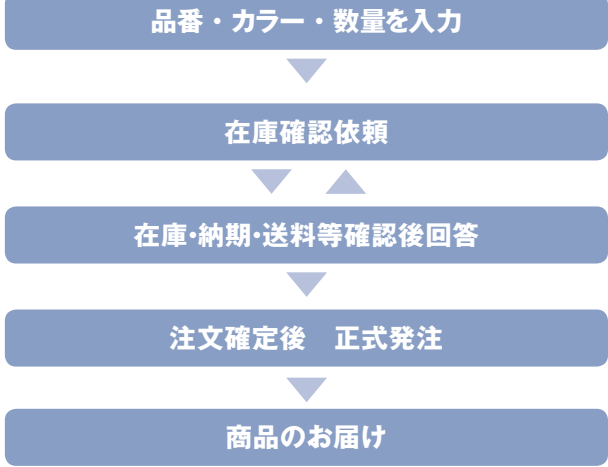 品番・カラー・数量を入力
在庫確認依頼
在庫・納期・送料等確認後回答
注文確定後　正式発注
商品のお届け